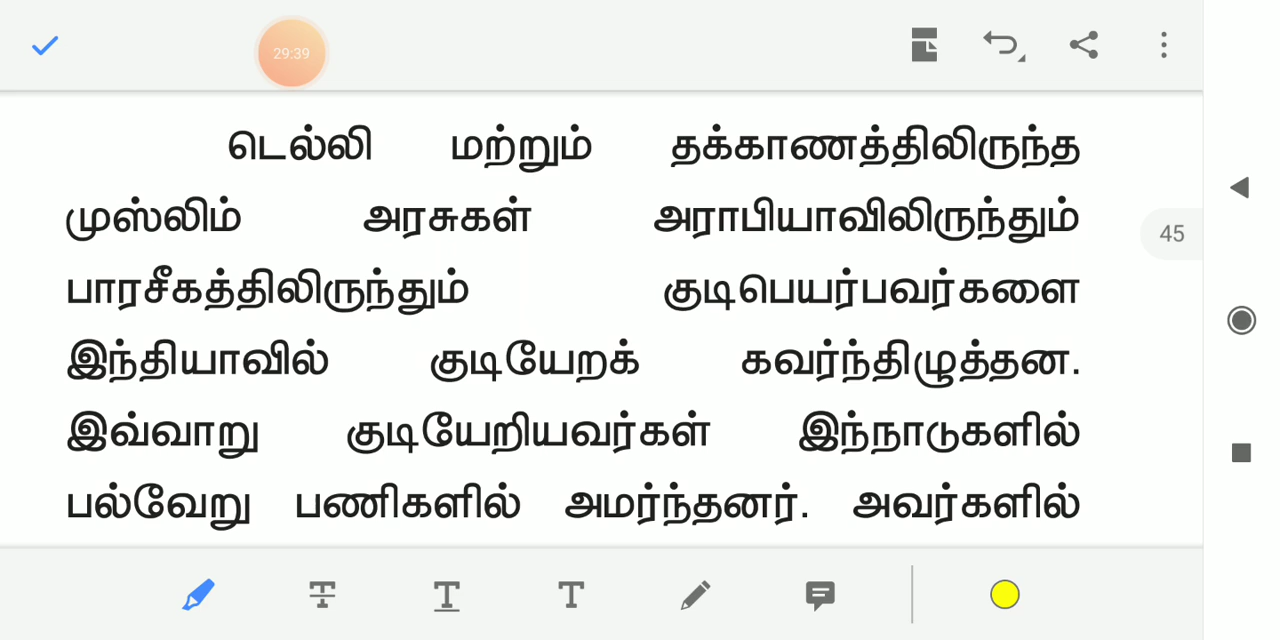 29:39
டெல்லி மற்றும் தக்காணத்திலிருந்த
முஸ்லிம் அரசுகள் அராபியாவிலிருந்தும்
45
பாரசீகத்திலிருந்தும் குடிபெயர்பவர்களை
இந்தியாவில் குடியேறக் கவர்ந்திழுத்தன.
இவ்வாறு குடியேறியவர்கள் இந்நாடுகளில்
பல்வேறு பணிகளில் அமர்ந்தனர். அவர்களில்